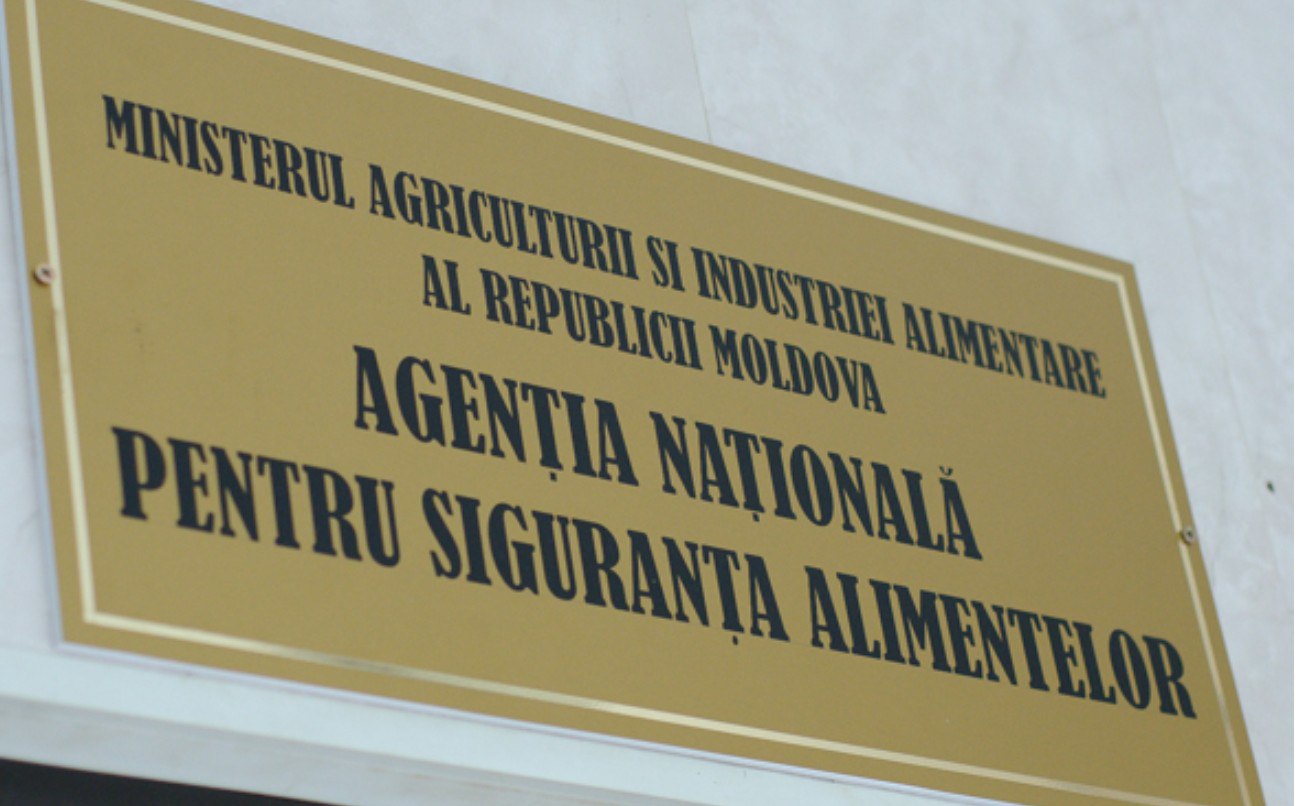 MINISTERUL AGRICULTURII SI INDUSTRIEI ALIMENTARE
AL REPUBLICII MOLDOVA
AGENȚIA NAȚIONALĂ
PENTRU SIGURANȚA ALIMENTELOR